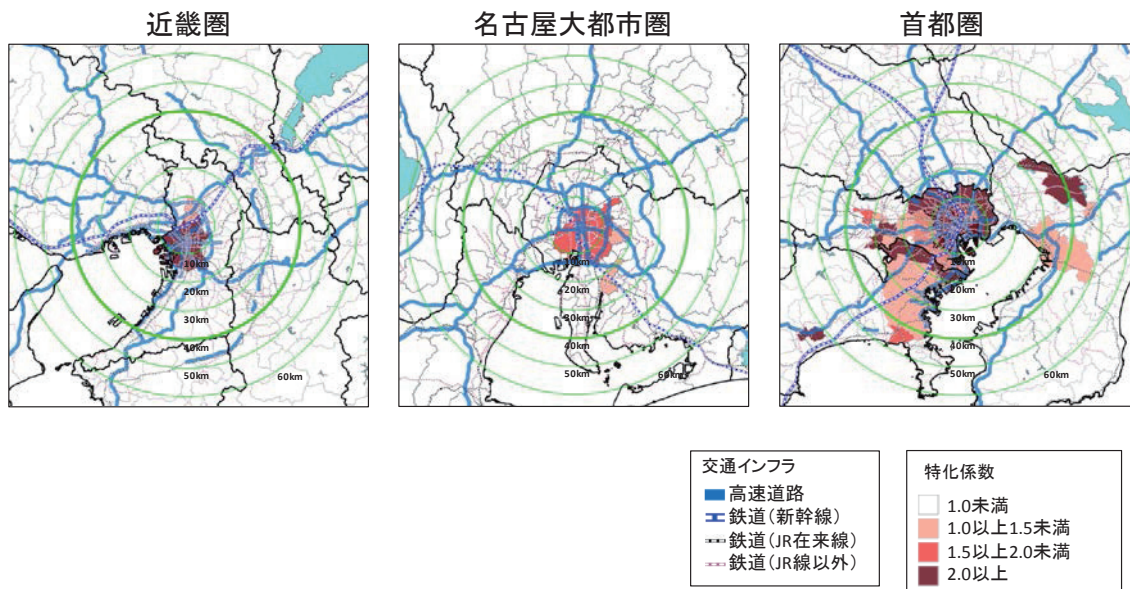 近畿圏
名古屋大都市圏
首都圏
10km
20km
30km
40km
50km
60km
10km
20km
30km
40km
50km
60km
10km
20km
30km
40km
50km
60km
交通インフラ
高速道路
鉄道(新幹線)
鉄道(JR在来線)
鉄道(JR線以外)
特化係数
1.0未満
1.0以上1.5未満
1.5以上2.0未満
2.0以上